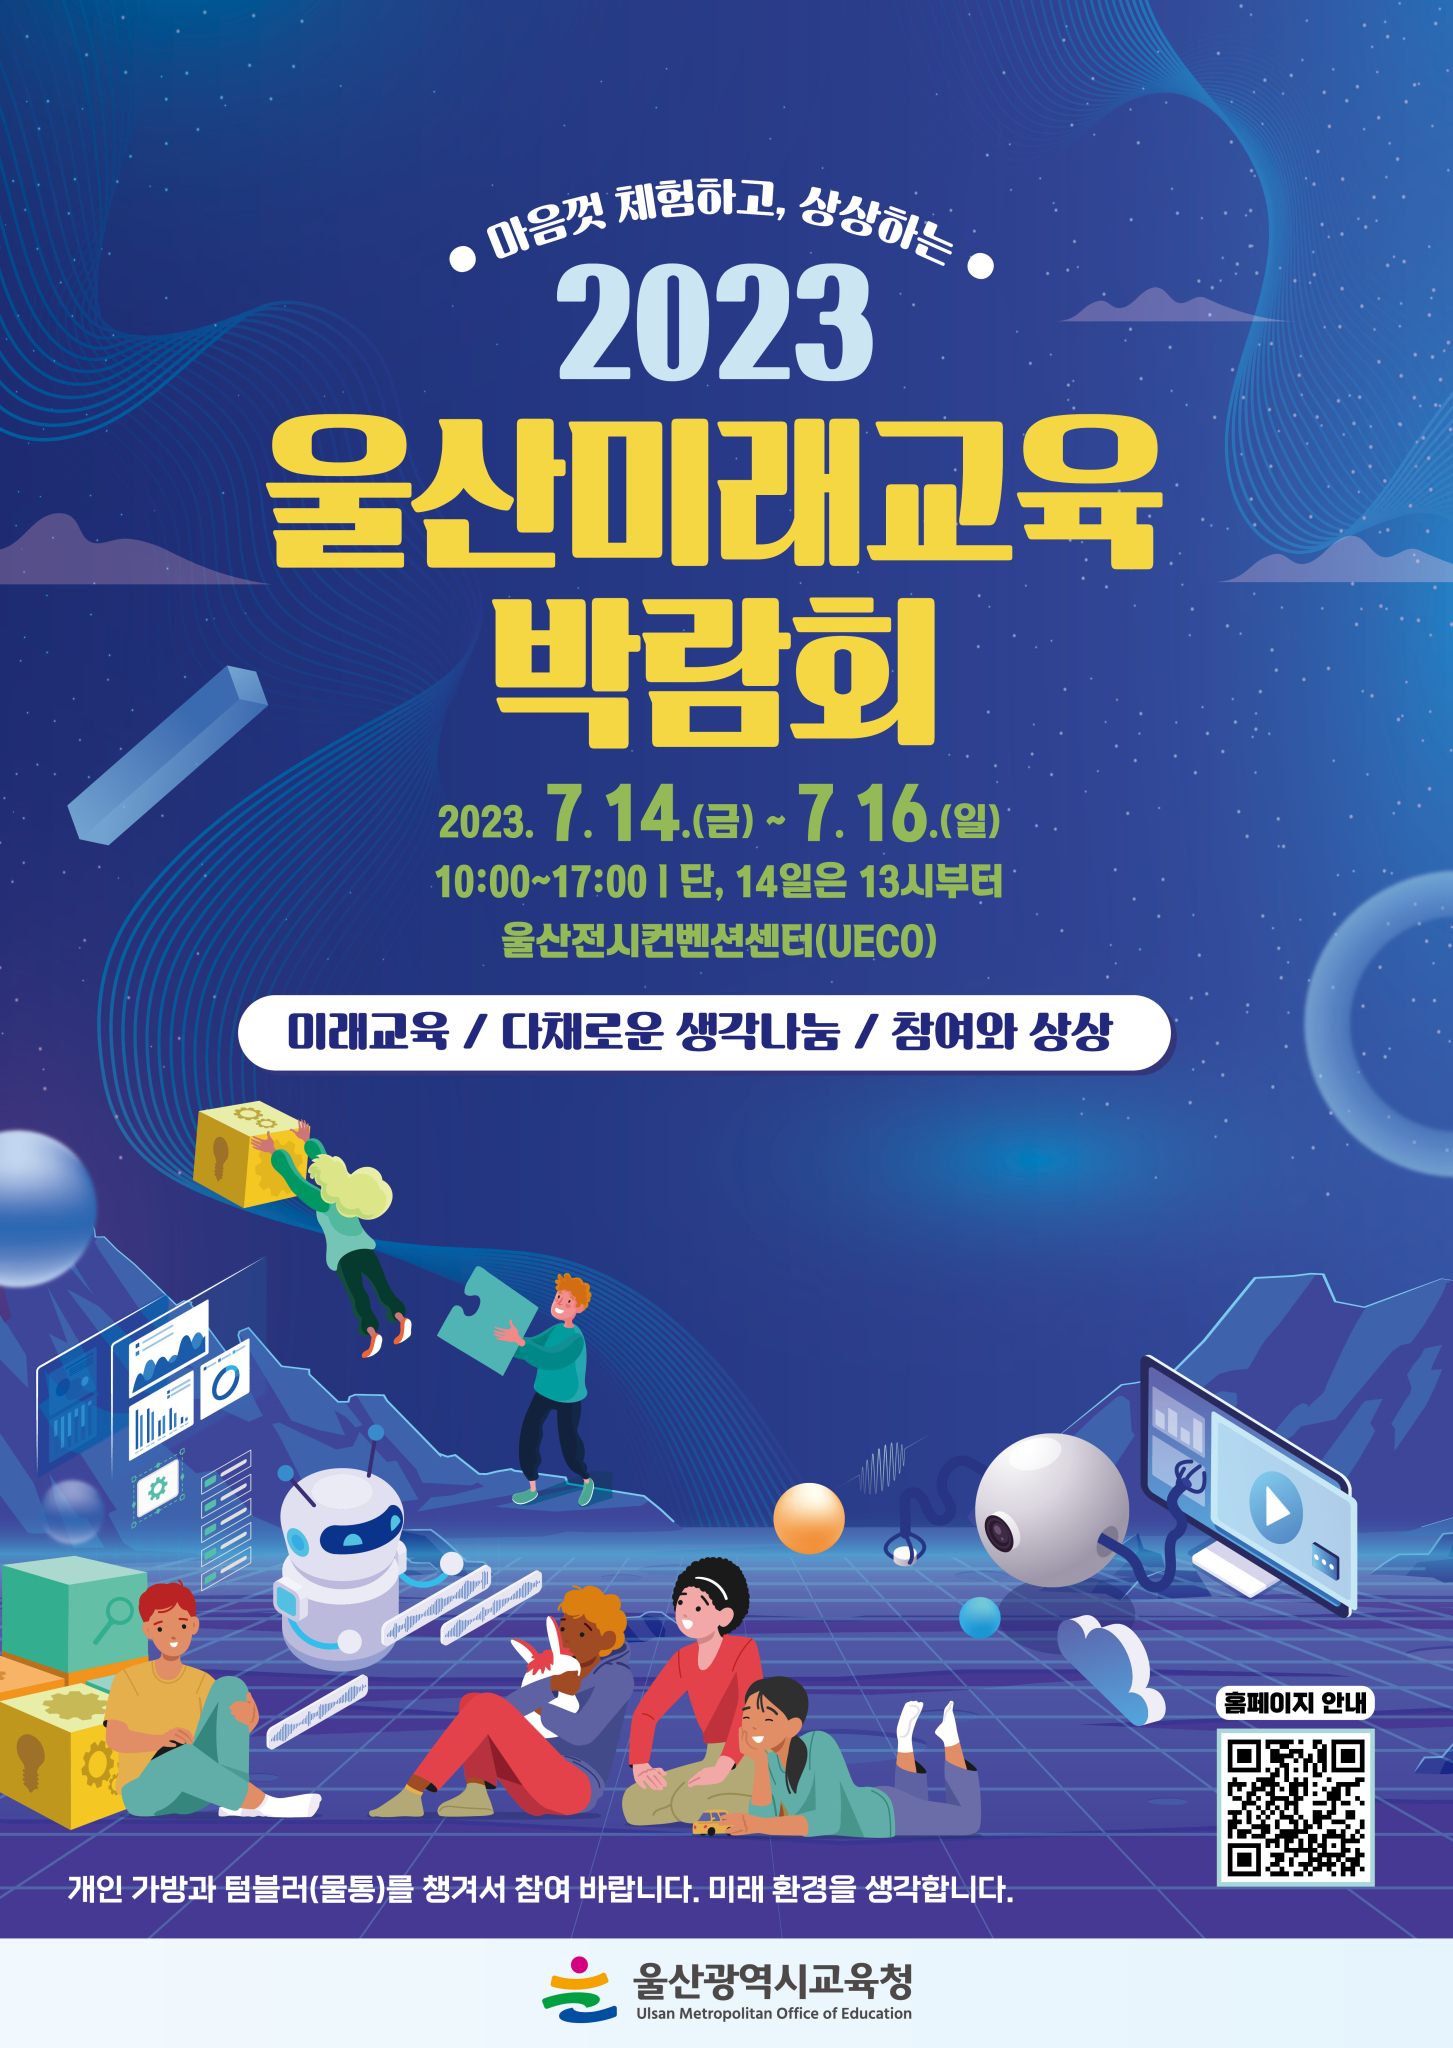 마음껏 체험하고, 상상하는
2023
울산미래교육
박람회
2023. 7. 14.(금) ~ 7. 16.(일)
10:00~17:00 | 단, 14일은 13시부터
울산전시컨벤션센터(UECO)
미래교육 / 다채로운 생각나눔 / 참여와 상상
홈페이지 안내
개인 가방과 텀블러(물통)를 챙겨서 참여 바랍니다. 미래 환경을 생각합니다.
울산광역시교육청
Ulsan Metropolitan Office of Education